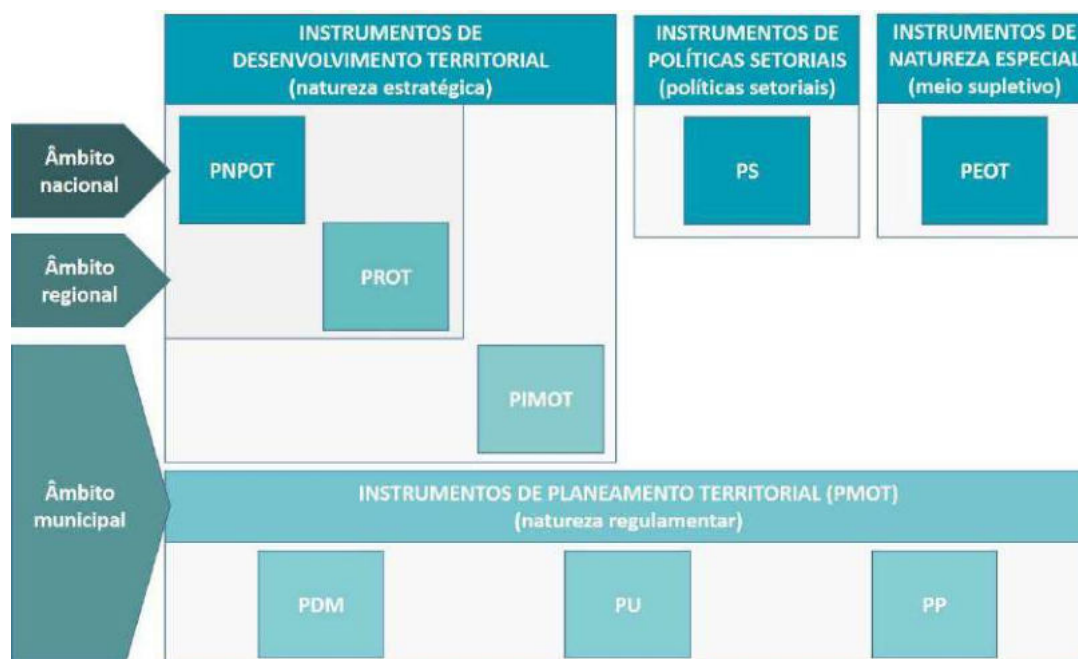 INSTRUMENTOS DE
DESENVOLVIMENTO TERRITORIAL
(natureza estratégica)
INSTRUMENTOS DE
POLÍTICAS SETORIAIS
(políticas setoriais)
INSTRUMENTOS DE
NATUREZA ESPECIAL
(meio supletivo)
Âmbito
nacional
PNPOT
PS
PEOT
Âmbito
regional
PROT
PIMOT
Âmbito
municipal
INSTRUMENTOS DE PLANEAMENTO TERRITORIAL (PMOT)
(natureza regulamentar)
PDM
PU
PP